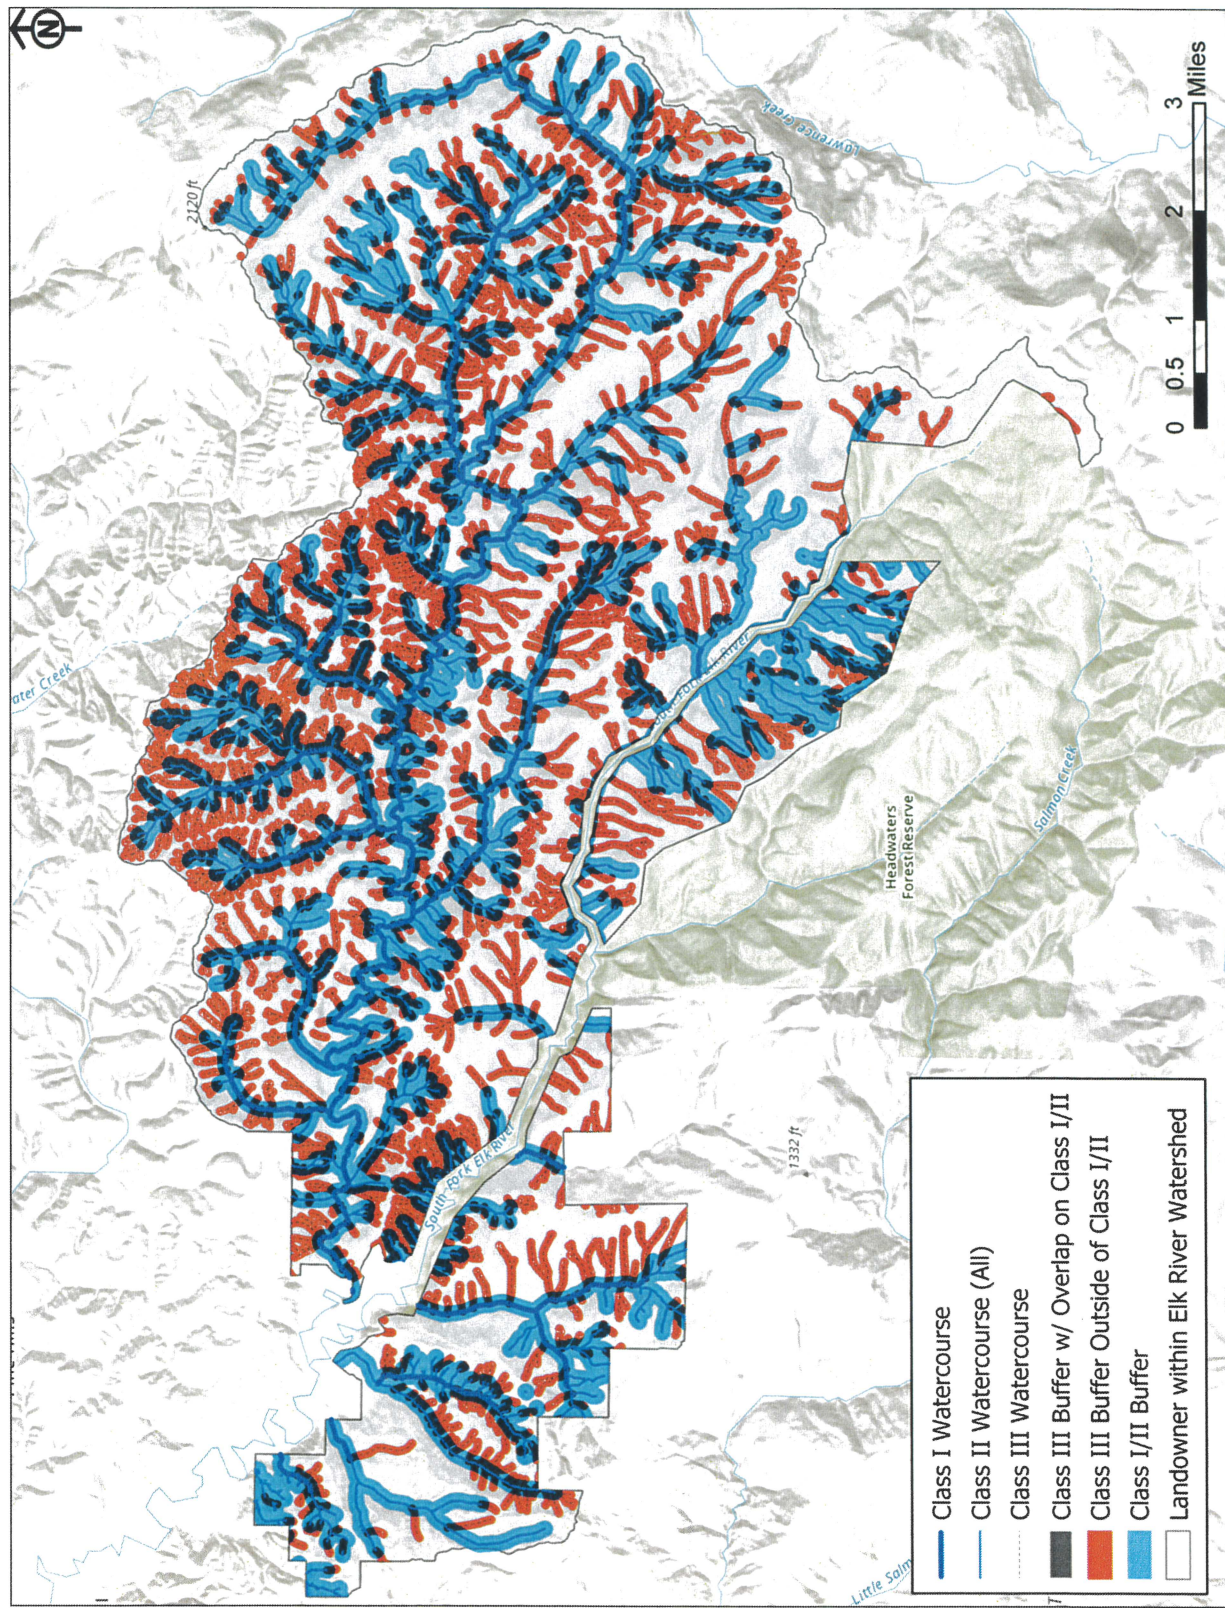 N
2120 ft
Lawrence Creek
ater Creek
South Fork Elk River
South Fork Elk River
Headwaters
Forest Reserve
Salmon Creek
1332 ft
Little Salm
0 0.5 1 2 3
Miles
Class I Watercourse
Class II Watercourse (All)
Class III Watercourse
Class III Buffer w/ Overlap on Class I/II
Class III Buffer Outside of Class I/II
Class I/II Buffer
Landowner within Elk River Watershed